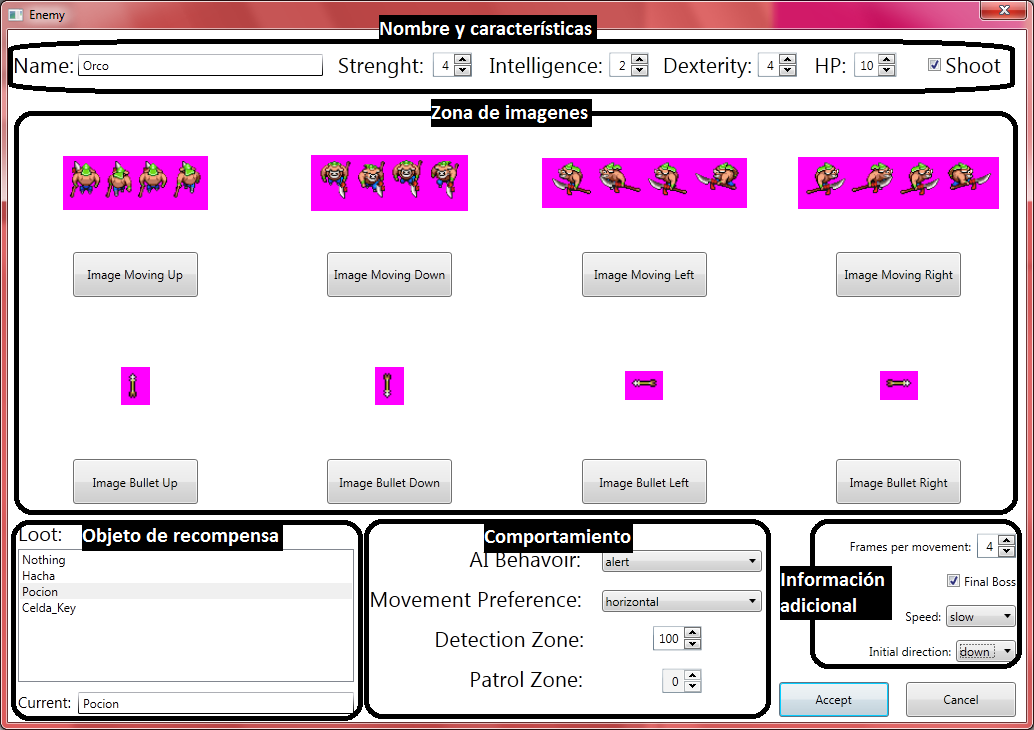 Enemy
Nombre y características
Name: Orco Strenght: 4 Intelligence: 2 Dexterity: 4 HP: 10 Shoot
Zona de imagenes
Image Moving Up Image Moving Down Image Moving Left Image Moving Right
Image Bullet Up Image Bullet Down Image Bullet Left Image Bullet Right
Loot: Objeto de recompensa
Nothing
Hacha
Pocion
Celda_Key
Current: Pocion
Comportamiento
AI Behavoir: alert
Movement Preference: horizontal
Detection Zone: 100
Patrol Zone: 0
Información
adicional
Frames per movement: 4
Final Boss
Speed: slow
Initial direction: down
Accept Cancel